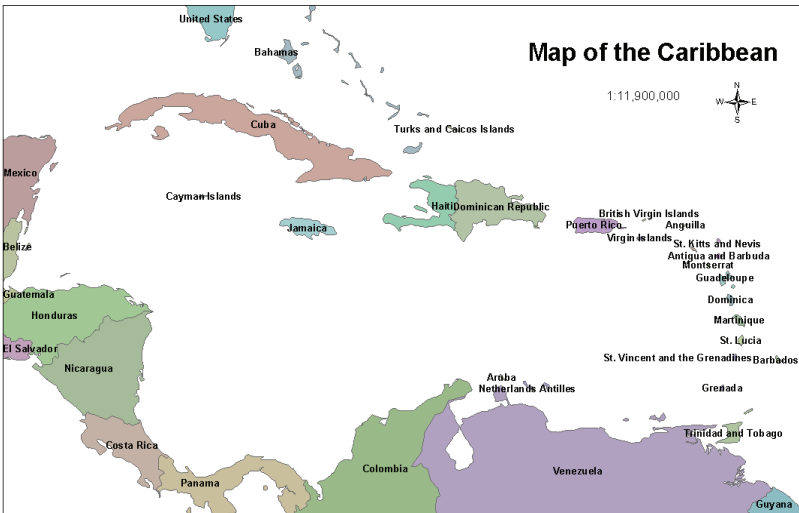 United States
Bahamas
Map of the Caribbean
1:11,900,000
N
W E
S
Cuba
Turks and Caicos Islands
Mexico
Cayman Islands
Haiti
Dominican Republic
Jamaica
British Virgin Islands
Puerto Rico
Anguilla
Virgin Islands
St. Kitts and Nevis
Belize
Antigua and Barbuda
Montserrat
Guadeloupe
Guatemala
Dominica
Honduras
Martinique
El Salvador
St. Lucia
St. Vincent and the Grenadines
Barbados
Nicaragua
Aruba
Netherlands Antilles
Grenada
Trinidad and Tobago
Costa Rica
Colombia
Venezuela
Panama
Guyana